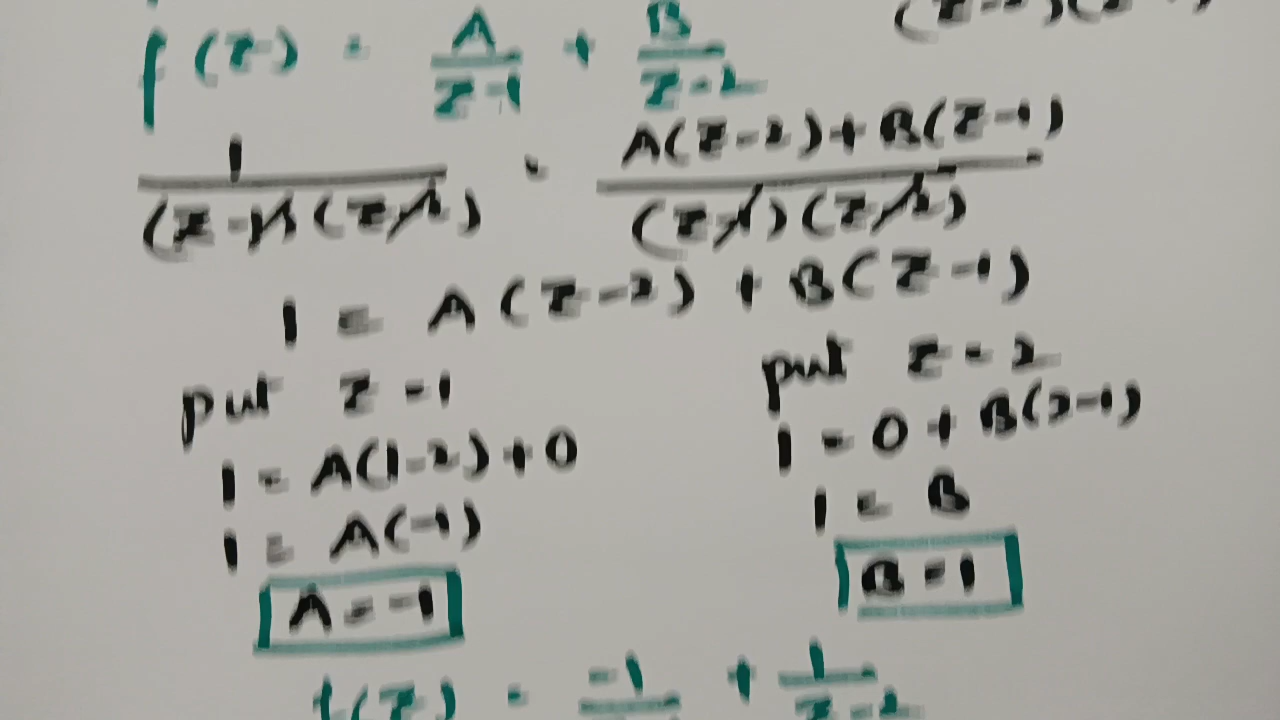 f(z) = A/(z-1) + B/(z-2)
1/((z-1)(z-2)) = (A(z-2)+B(z-1))/((z-1)(z-2))
1 = A(z-2) + B(z-1)
put z=1
1 = A(1-2)+0
1 = A(-1)
A=-1
put z=2
1 = 0+B(2-1)
1 = B
B=1
f(z) = -1/ + 1/(z-2)